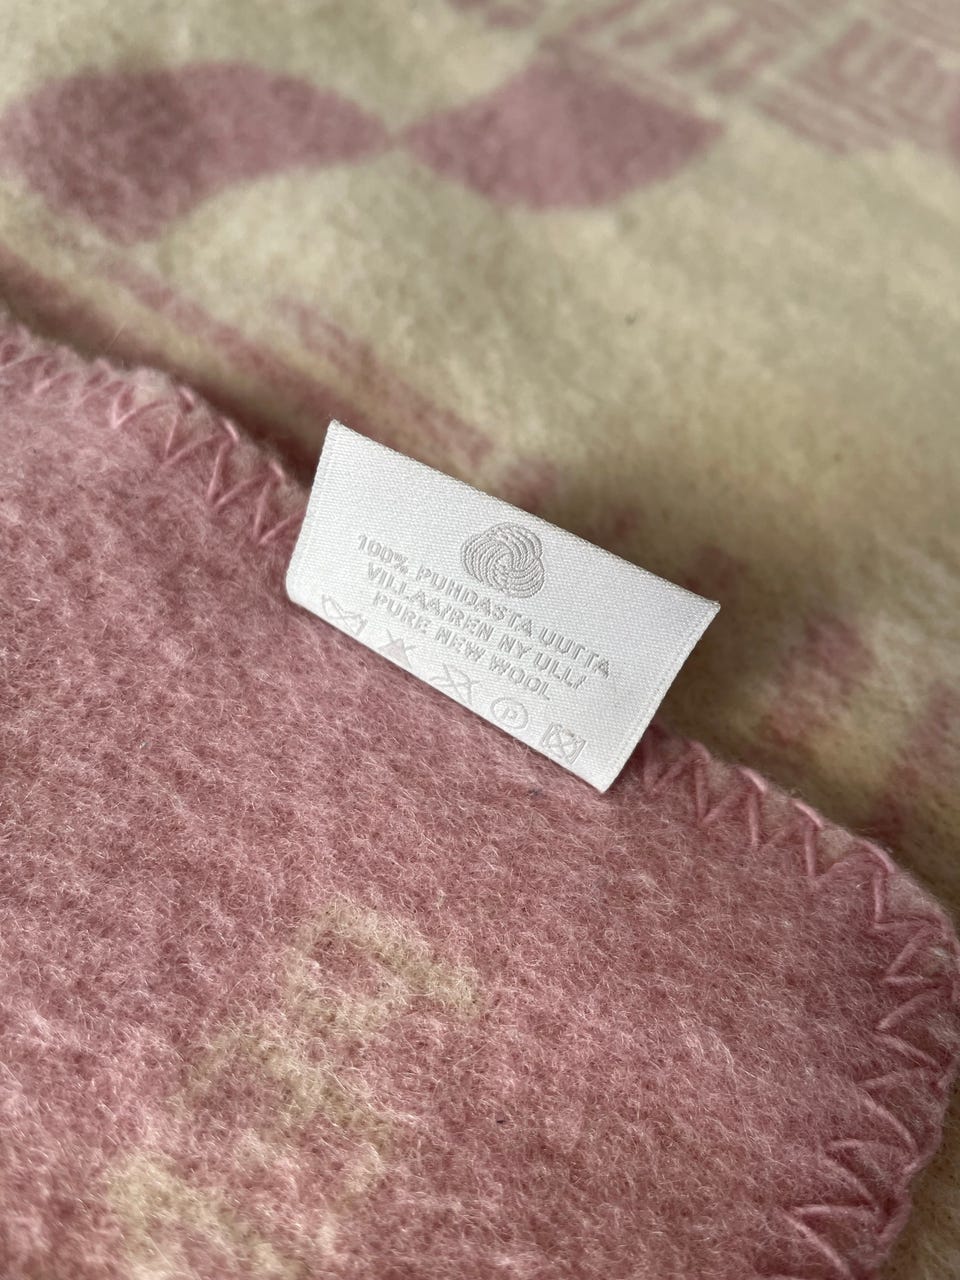 100% PUHDASTA UUTTA
VILLAA/REN NY ULL/
PURE NEW WOOL
P